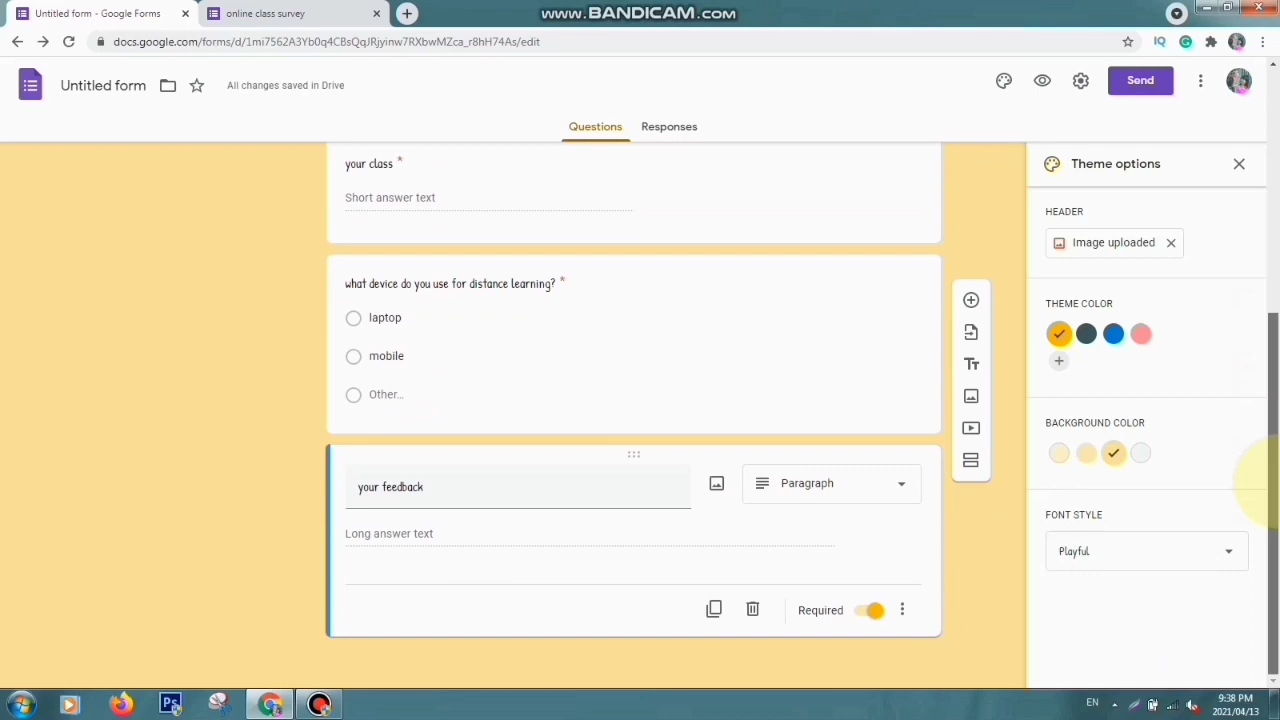 Untitled form - Google Forms
online class survey
www.BANDICAM.com
docs.google.com/forms/d/1mi7562A3Yb0q4CBsQqJRjyinw7RXbwMZca_r8hH74As/edit
Untitled form
All changes saved in Drive
Send
Questions
Responses
your class *
Short answer text
what device do you use for distance learning? *
laptop
mobile
Other...
your feedback
Paragraph
Long answer text
Required
Theme options
HEADER
Image uploaded
THEME COLOR
BACKGROUND COLOR
FONT STYLE
Playful
EN
9:38 PM
2021/04/13